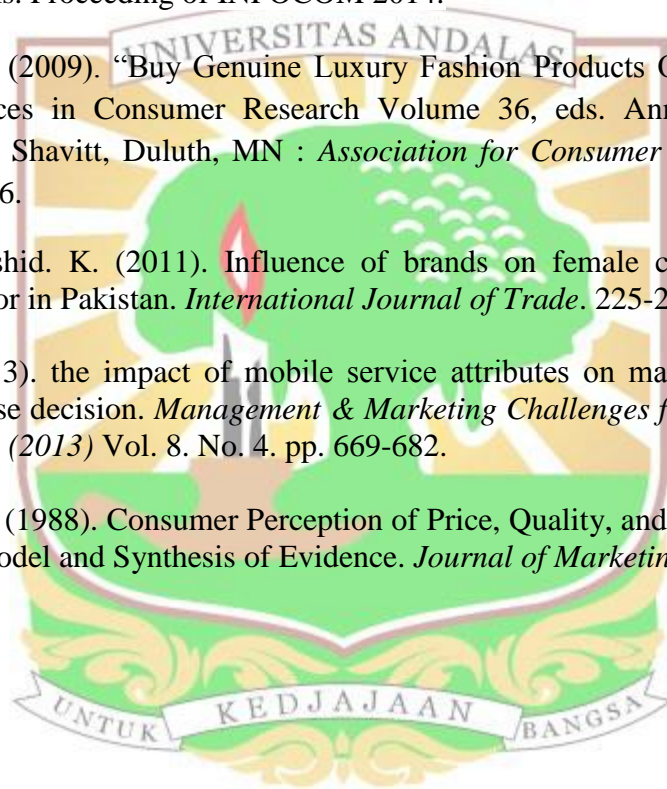 s. Proceeding of INFOCOM 2014.
UNIVERSITAS ANDALAS
(2009). “Buy Genuine Luxury Fashion Products O
ces in Consumer Research Volume 36, eds. Ann
Shavitt, Duluth, MN : Association for Consumer
6.
shid. K. (2011). Influence of brands on female c
or in Pakistan. International Journal of Trade. 225-2
3). the impact of mobile service attributes on ma
se decision. Management & Marketing Challenges f
(2013) Vol. 8. No. 4. pp. 669-682.
(1988). Consumer Perception of Price, Quality, and
odel and Synthesis of Evidence. Journal of Marketin
UNTUK KEDJAJAAN BANGSA